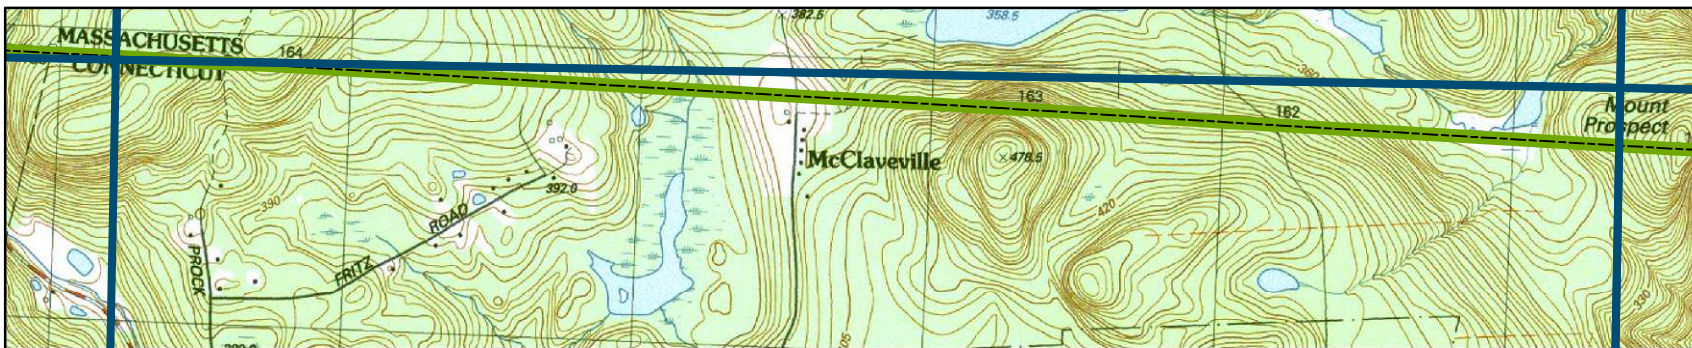 382.5
358.5
MASSACHUSETTS
164
CONNECTICUT
360
163
162
Mount
Prospect
McClaveville
478.5
392.0
390
ROAD
420
PROCK
FRITZ
330